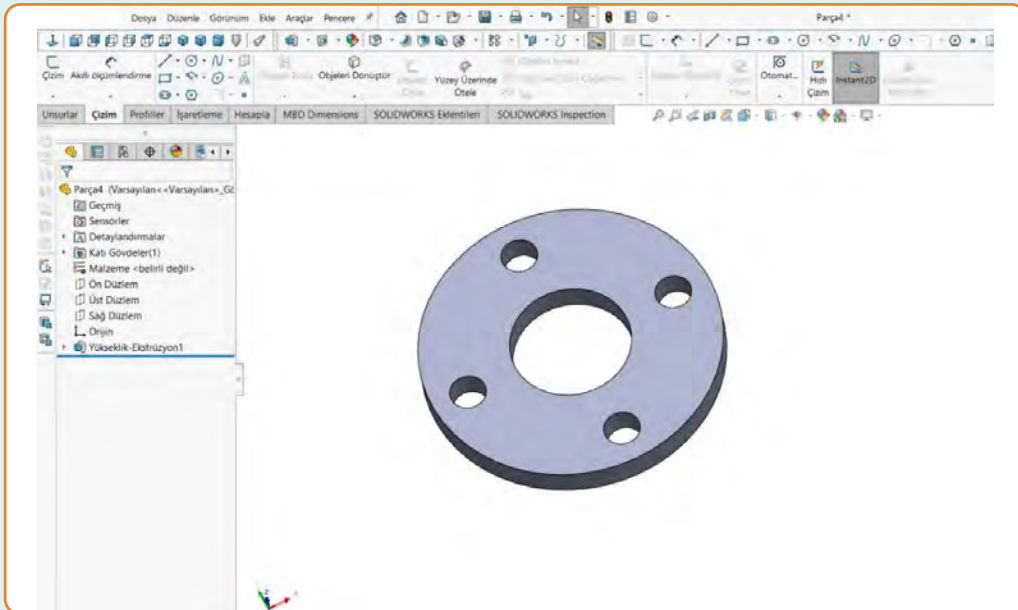 Dosya Düzenle Görünüm Ekle Araçlar Pencere
Parça4 *
Çizim Akıllı ölçümlendirme
Objeleri Dönüştür
Yüzey Üzerinde
Ötele
Otomat...
Hızlı
Çizim
Instant2D
Unsurlar Çizim Profiller İşaretleme Hesapla MBD Dimensions SOLIDWORKS Eklentileri SOLIDWORKS Inspection
Parça4 (Varsayılan<<Varsayılan>_Gö
Geçmiş
Sensörler
Detaylandırmalar
Katı Gövdeler(1)
Malzeme <belirli değil>
Ön Düzlem
Üst Düzlem
Sağ Düzlem
Orijin
Yükseklik-Ekstrüzyon1